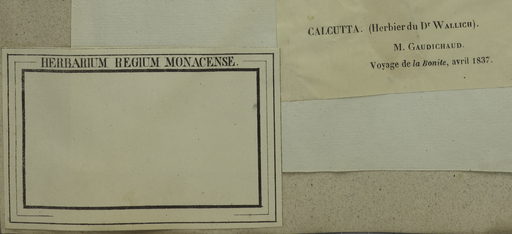 HERBARIUM REGIUM MONACENSE.
CALCUTTA. (Herbier du Dr WALLICH).
M. GAUDICHAUD.
Voyage de la Bonite, avril 1837.